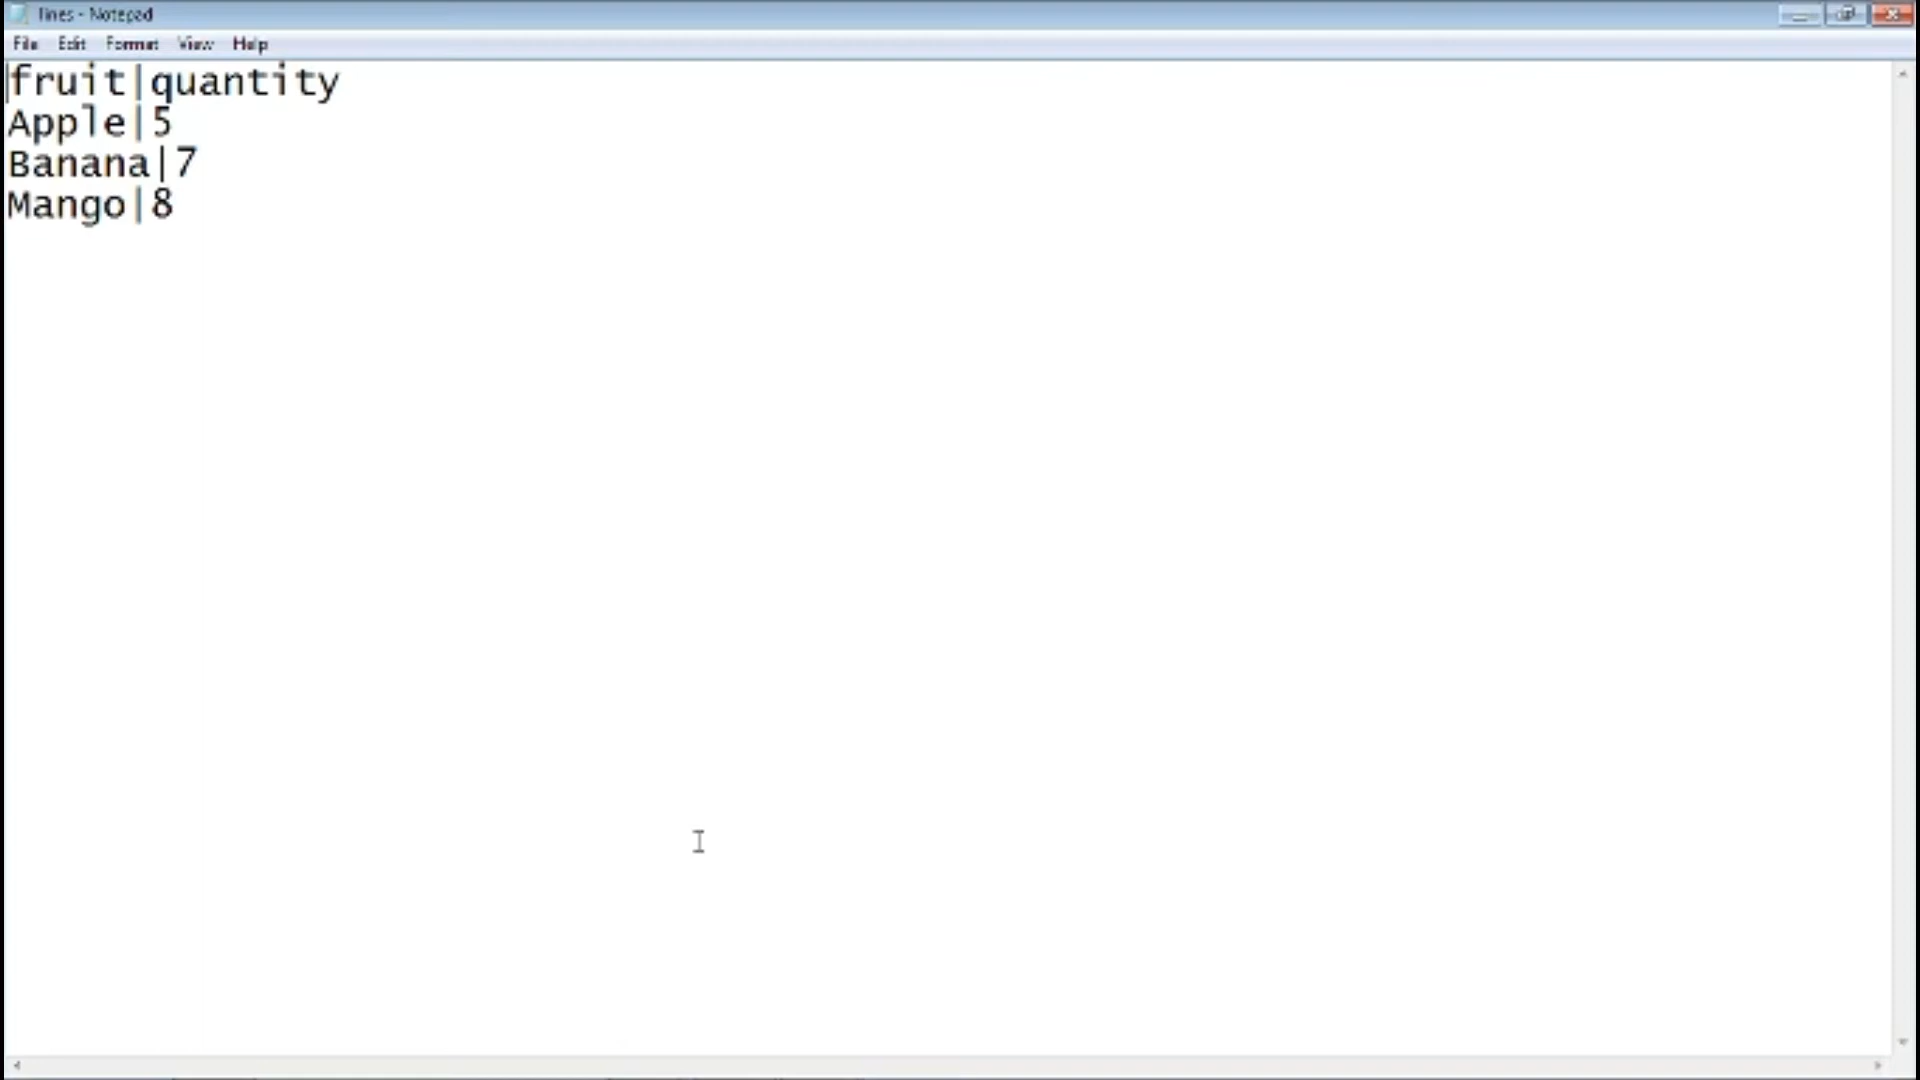 lines - Notepad
File Edit Format View Help
fruit|quantity
Apple|5
Banana|7
Mango|8